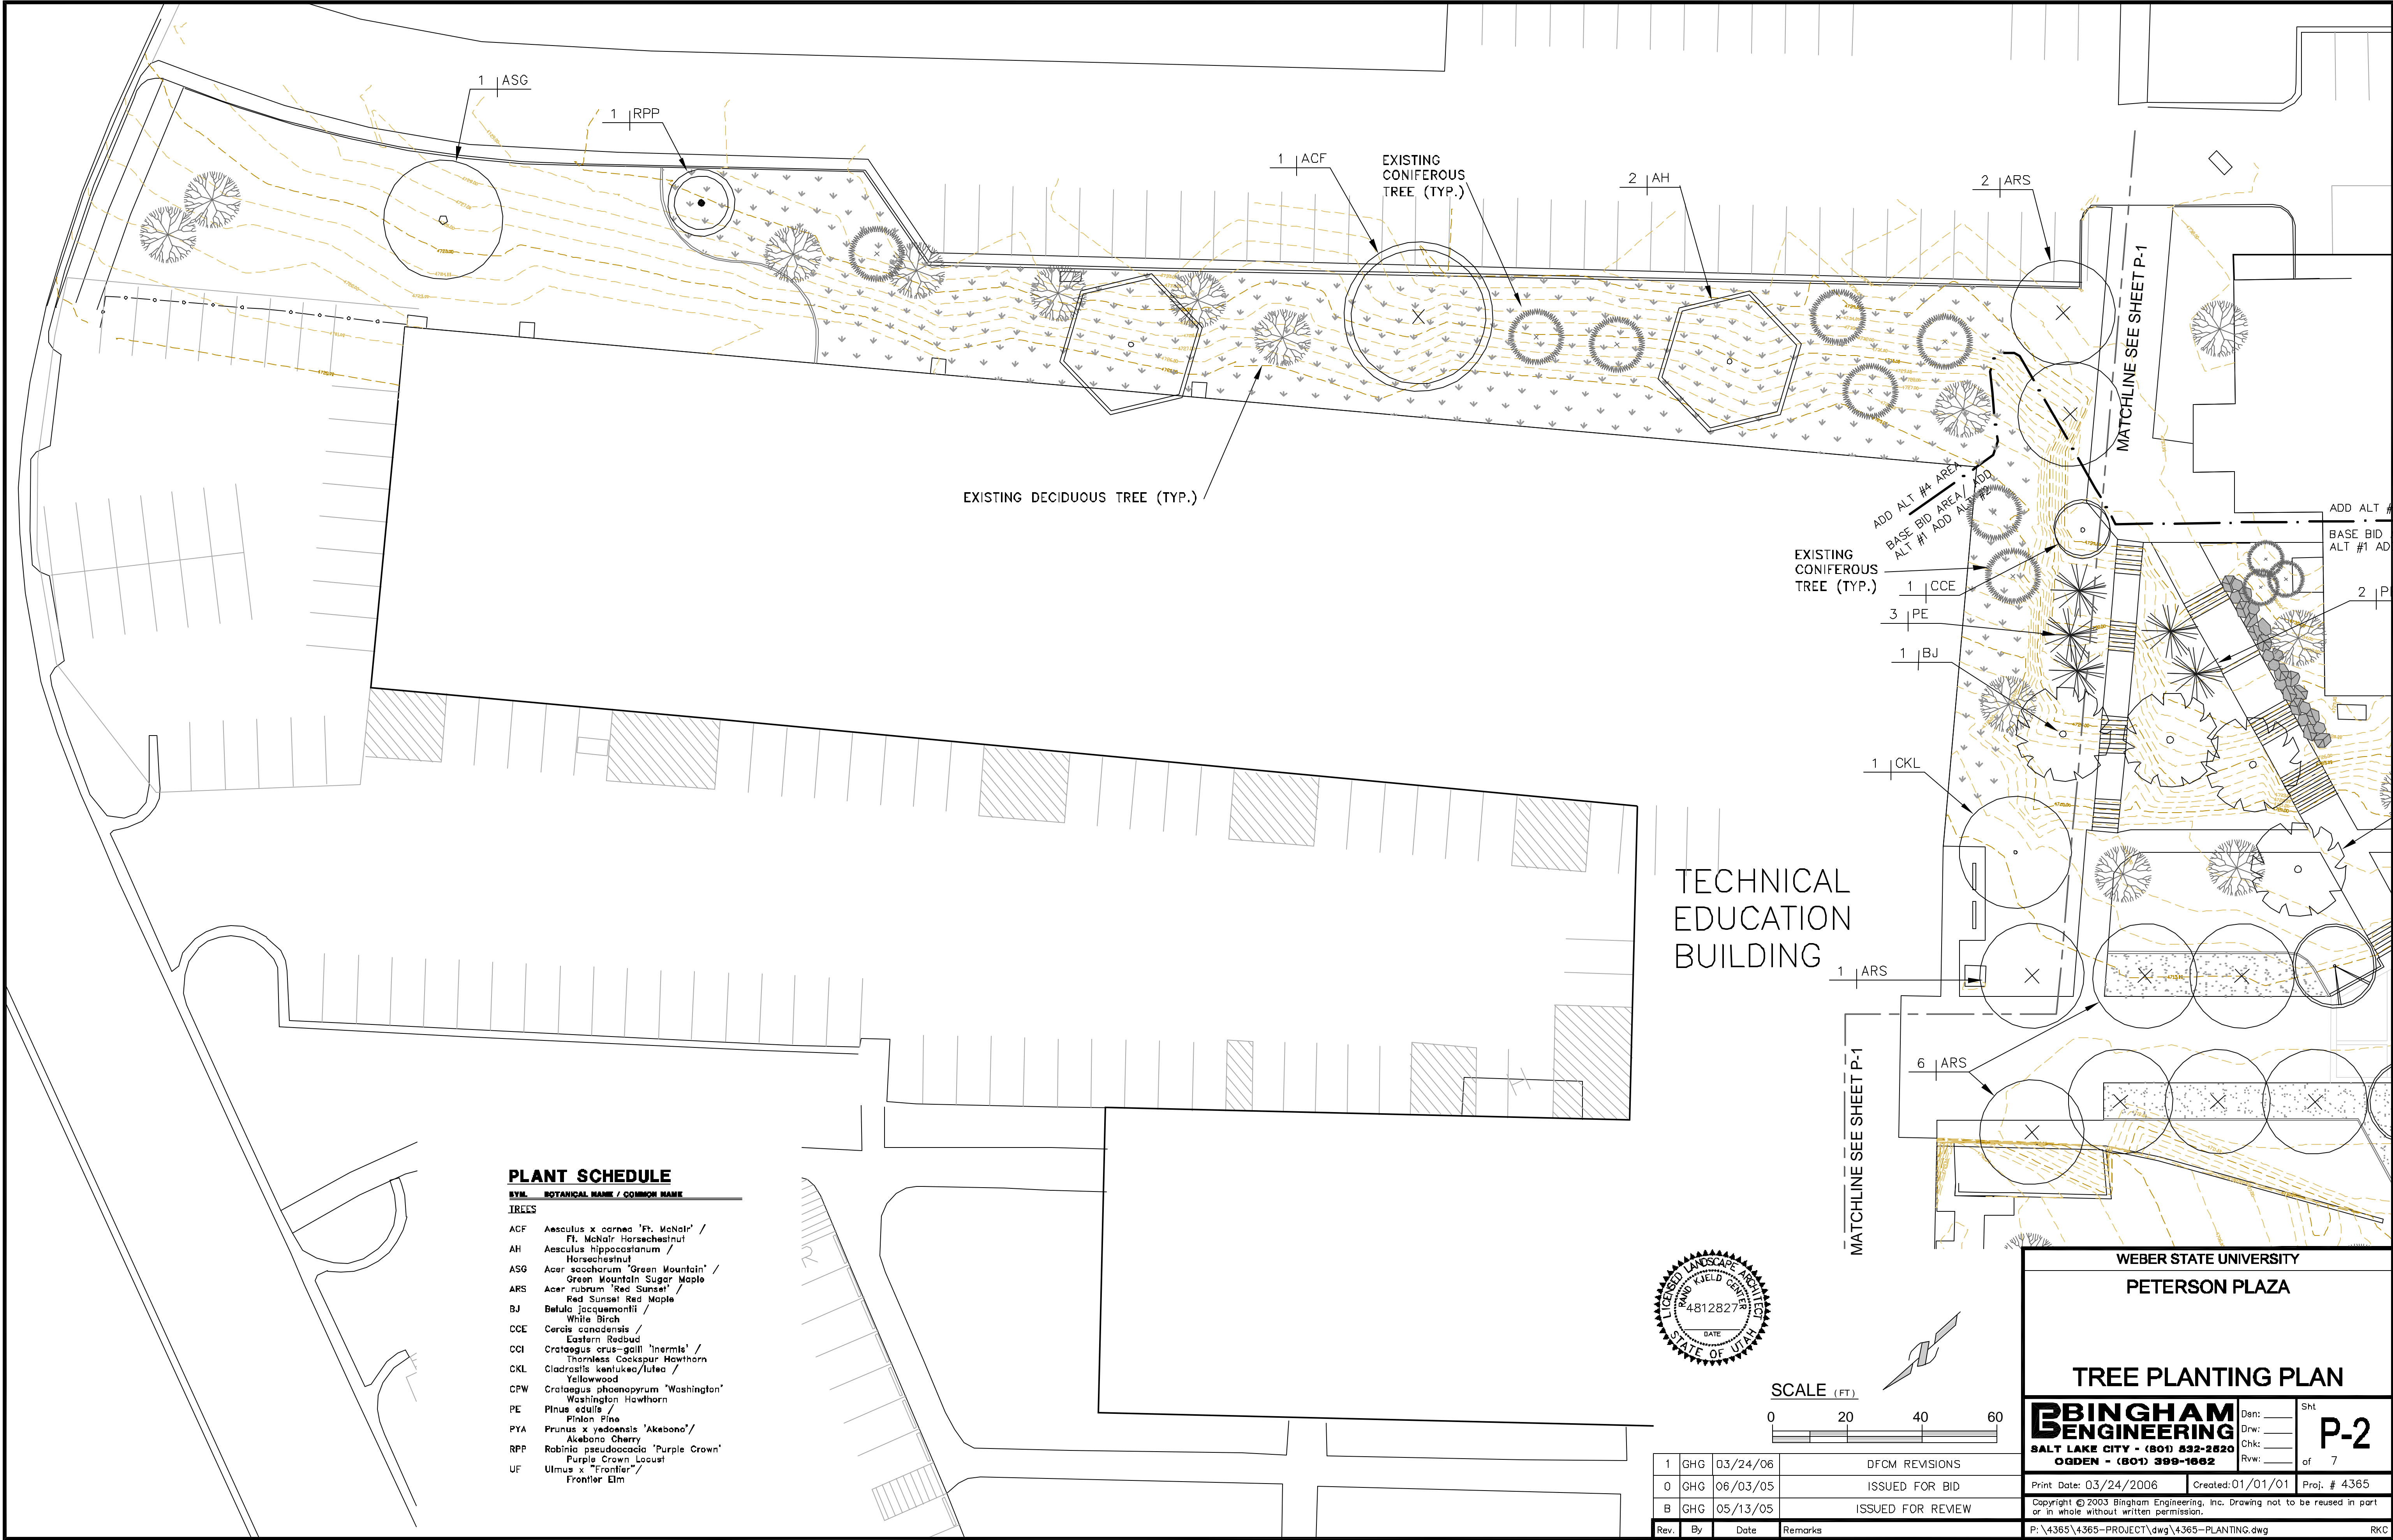 1 ASG
1 RPP
1 ACF
EXISTING
CONIFEROUS
TREE (TYP.)
2 AH
2 ARS
MATCHLINE SEE SHEET P-1
EXISTING DECIDUOUS TREE (TYP.)
ADD ALT #4 AREA
BASE BID AREA/ ADD
ALT #1 ADD ALT #2
ADD ALT #
BASE BID
ALT #1 AD
EXISTING
CONIFEROUS
TREE (TYP.)
1 CCE
3 PE
2 P
1 BJ
1 CKL
TECHNICAL
EDUCATION
BUILDING
1 ARS
6 ARS
MATCHLINE SEE SHEET P-1
PLANT SCHEDULE
SYM. BOTANICAL NAME / COMMON NAME
TREES
ACF Aesculus x carnea 'Ft. McNair' /
Ft. McNair Horsechestnut
AH Aesculus hippocastanum /
Horsechestnut
ASG Acer saccharum 'Green Mountain' /
Green Mountain Sugar Maple
ARS Acer rubrum 'Red Sunset' /
Red Sunset Red Maple
BJ Betula jacquemontii /
White Birch
CCE Cercis canadensis /
Eastern Redbud
CCI Crataegus crus-galli 'Inermis' /
Thornless Cockspur Hawthorn
CKL Cladrastis kentukea/lutea /
Yellowwood
CPW Crataegus phaenopyrum 'Washington'
Washington Hawthorn
PE Pinus edulis /
Pinion Pine
PYA Prunus x yedoensis 'Akebono'/
Akebono Cherry
RPP Robinia pseudoacacia 'Purple Crown'
Purple Crown Locust
UF Ulmus x "Frontier"/
Frontier Elm
LICENSED LANDSCAPE ARCHITECT
RAND KJELD CENTER
4812827
DATE
STATE OF UTAH
SCALE (FT)
0 20 40 60
1 GHG 03/24/06 DFCM REVISIONS
0 GHG 06/03/05 ISSUED FOR BID
B GHG 05/13/05 ISSUED FOR REVIEW
Rev. By Date Remarks
WEBER STATE UNIVERSITY
PETERSON PLAZA
TREE PLANTING PLAN
BINGHAM
ENGINEERING
SALT LAKE CITY - (801) 532-2520
OGDEN - (801) 399-1662
Dsn:
Drw:
Chk:
Rvw:
Sht
P-2
of 7
Print Date: 03/24/2006 Created: 01/01/01 Proj. # 4365
Copyright © 2003 Bingham Engineering, Inc. Drawing not to be reused in part
or in whole without written permission.
P:\4365\4365-PROJECT\dwg\4365-PLANTING.dwg RKC